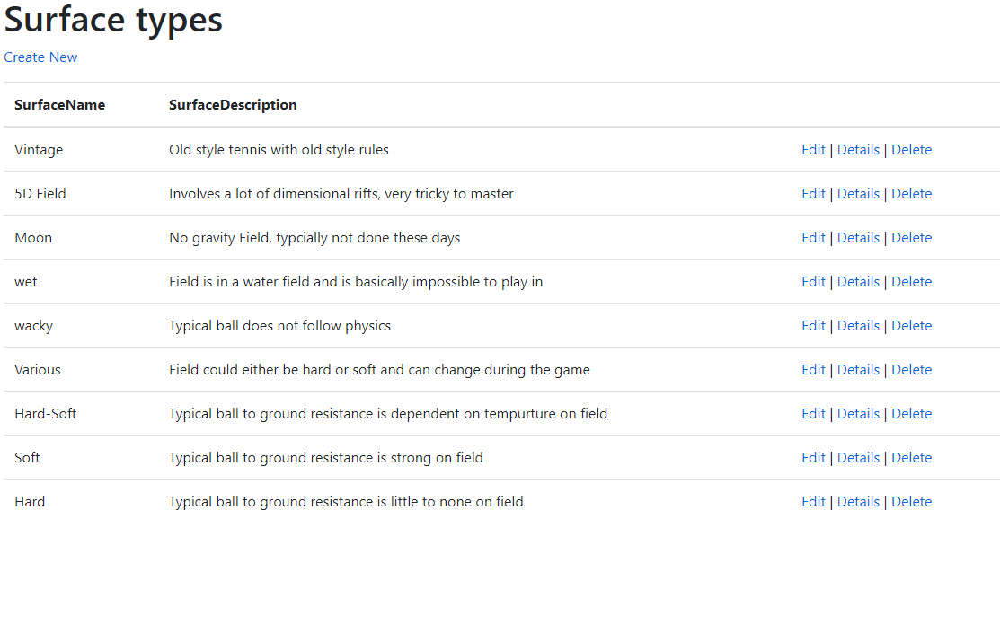 Surface types
Create New
SurfaceName SurfaceDescription
Vintage Old style tennis with old style rules Edit | Details | Delete
5D Field Involves a lot of dimensional rifts, very tricky to master Edit | Details | Delete
Moon No gravity Field, typcially not done these days Edit | Details | Delete
wet Field is in a water field and is basically impossible to play in Edit | Details | Delete
wacky Typical ball does not follow physics Edit | Details | Delete
Various Field could either be hard or soft and can change during the game Edit | Details | Delete
Hard-Soft Typical ball to ground resistance is dependent on tempurture on field Edit | Details | Delete
Soft Typical ball to ground resistance is strong on field Edit | Details | Delete
Hard Typical ball to ground resistance is little to none on field Edit | Details | Delete